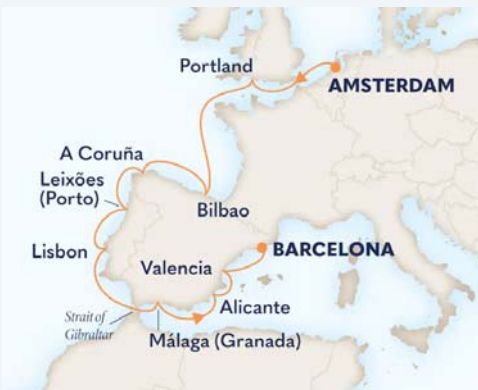 Portland
AMSTERDAM
A Coruña
Leixões
(Porto)
Bilbao
Lisbon
BARCELONA
Valencia
Alicante
Strait of
Gibraltar
Málaga (Granada)